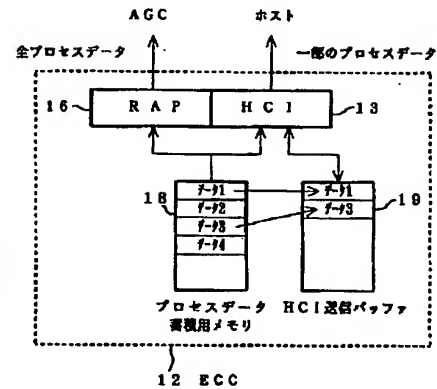 AGC ホスト
全プロセスデータ 一部のプロセスデータ
16 RAP HCI 13
データ1 データ1
18 データ2 データ3 19
データ3
データ4
プロセスデータ HCI送信バッファ
蓄積用メモリ
12 ECC